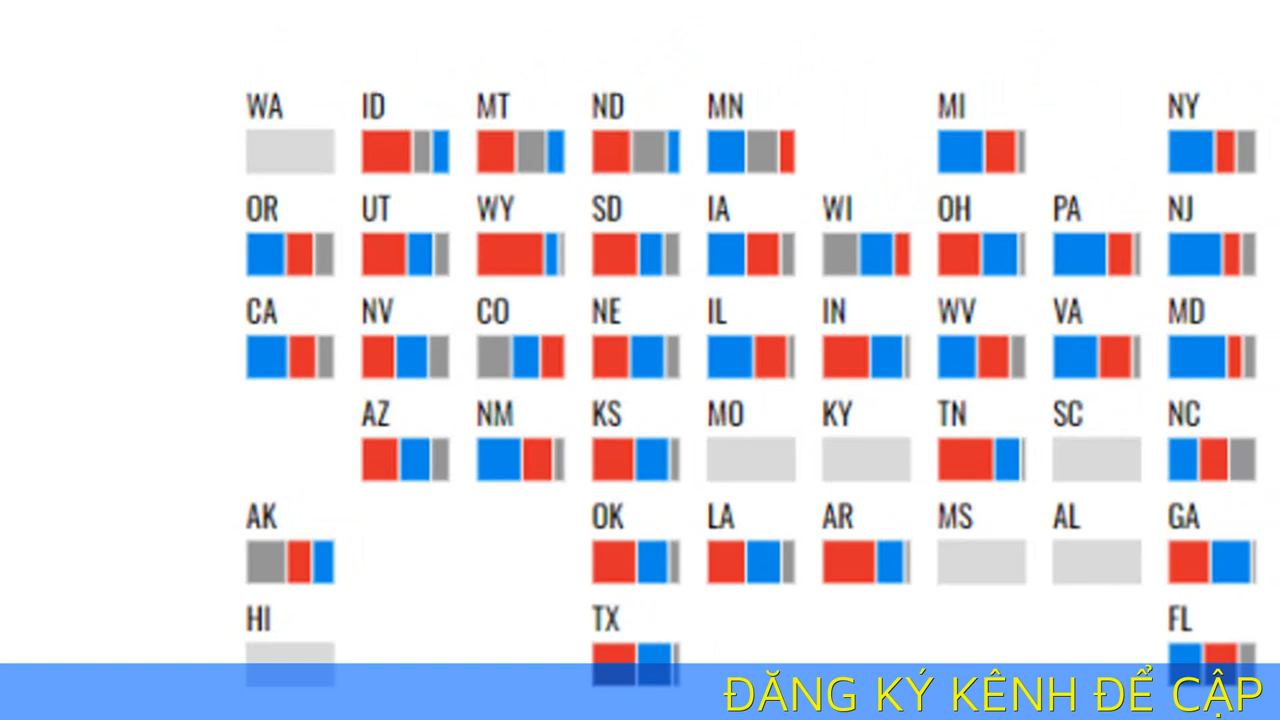 WA ID MT ND MN MI NY
OR UT WY SD IA WI OH PA NJ
CA NV CO NE IL IN WV VA MD
AZ NM KS MO KY TN SC NC
AK OK LA AR MS AL GA
HI TX FL
ĐĂNG KÝ KÊNH ĐỂ CẬP